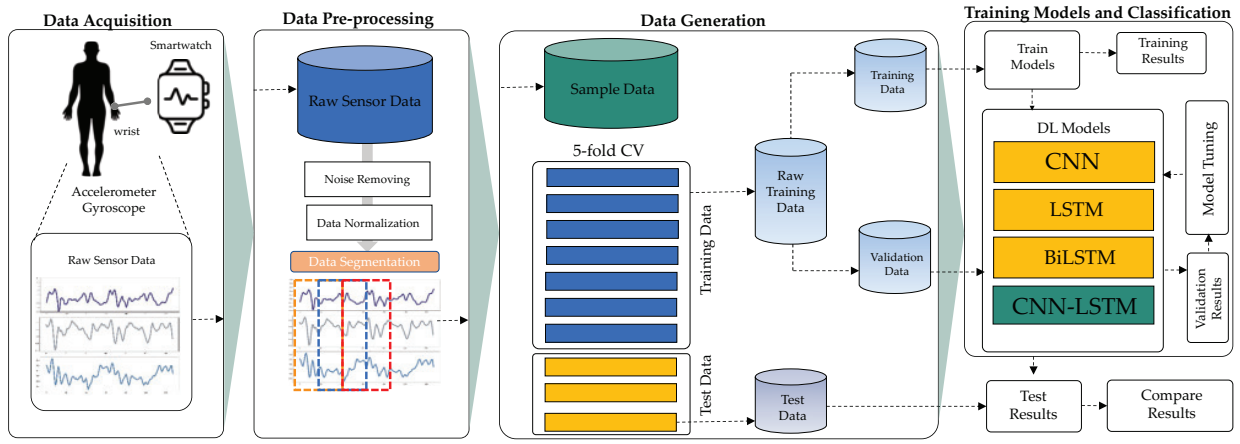 Data Acquisition
Smartwatch
wrist
Accelerometer
Gyroscope
Raw Sensor Data
Data Pre-processing
Raw Sensor Data
Noise Removing
Data Normalization
Data Segmentation
Data Generation
Sample Data
5-fold CV
Training Data
Test Data
Raw
Training
Data
Training
Data
Validation
Data
Test
Data
Training Models and Classification
Train
Models
Training
Results
DL Models
CNN
LSTM
BiLSTM
CNN-LSTM
Model Tuning
Validation
Results
Test
Results
Compare
Results